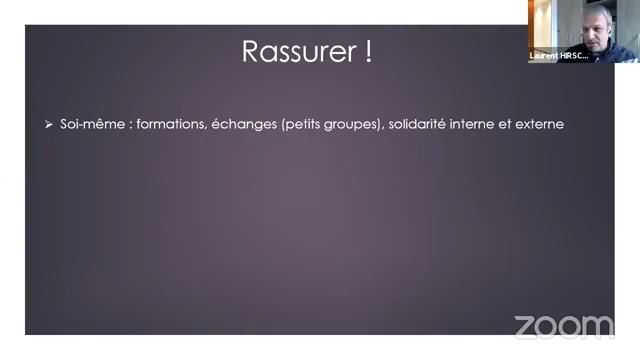 Laurent HIRSC...
Rassurer !
➤ Soi-même : formations, échanges (petits groupes), solidarité interne et externe
zoom